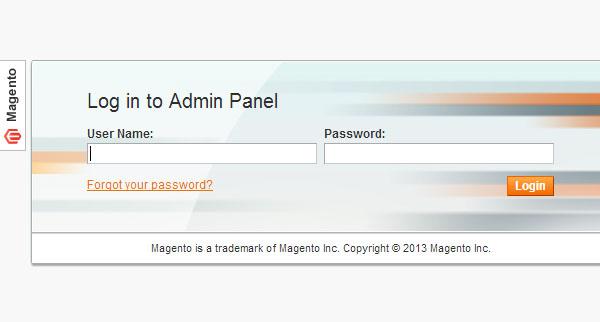 Magento
Log in to Admin Panel
User Name:
Password:
Forgot your password?
Login
Magento is a trademark of Magento Inc. Copyright © 2013 Magento Inc.